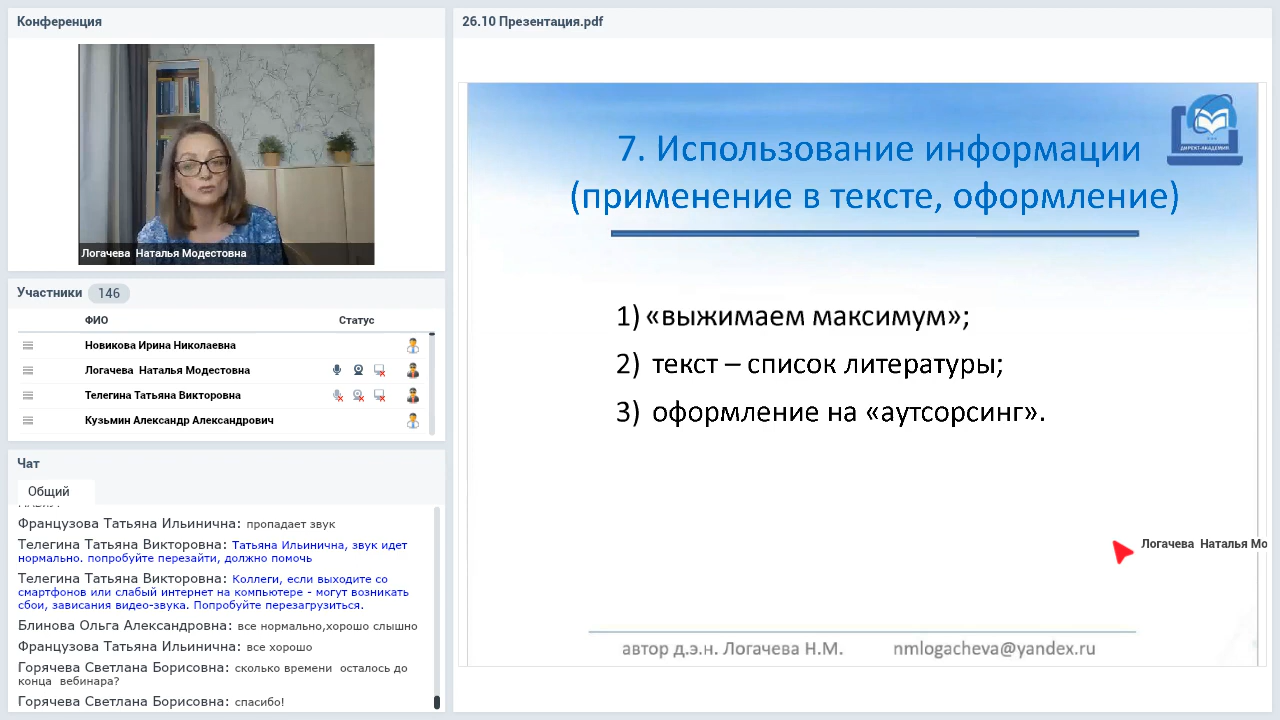 Конференция
Логачева  Наталья Модестовна
Участники 146
ФИО Статус
Новикова Ирина Николаевна
Логачева  Наталья Модестовна
Телегина Татьяна Викторовна
Кузьмин Александр Александрович
Чат
Общий
Французова Татьяна Ильинична: пропадает звук
Телегина Татьяна Викторовна: Татьяна Ильинична, звук идет
нормально. попробуйте перезайти, должно помочь
Телегина Татьяна Викторовна: Коллеги, если выходите со
смартфонов или слабый интернет на компьютере - могут возникать
сбои, зависания видео-звука. Попробуйте перезагрузиться.
Блинова Ольга Александровна: все нормально,хорошо слышно
Французова Татьяна Ильинична: все хорошо
Горячева Светлана Борисовна: сколько времени  осталось до
конца  вебинара?
Горячева Светлана Борисовна: спасибо!
26.10 Презентация.pdf
ДИРЕКТ-АКАДЕМИЯ
7. Использование информации
(применение в тексте, оформление)
1) «выжимаем максимум»;
2) текст – список литературы;
3) оформление на «аутсорсинг».
Логачева  Наталья Мо
автор д.э.н. Логачева Н.М. nmlogacheva@yandex.ru